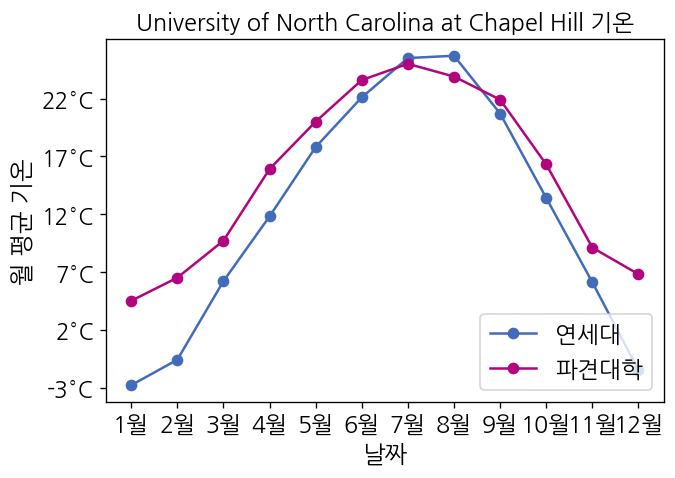 University of North Carolina at Chapel Hill 기온
월 평균 기온
22°C
17°C
12°C
7°C
2°C
-3°C
연세대
파견대학
1월 2월 3월 4월 5월 6월 7월 8월 9월 10월 11월 12월
날짜